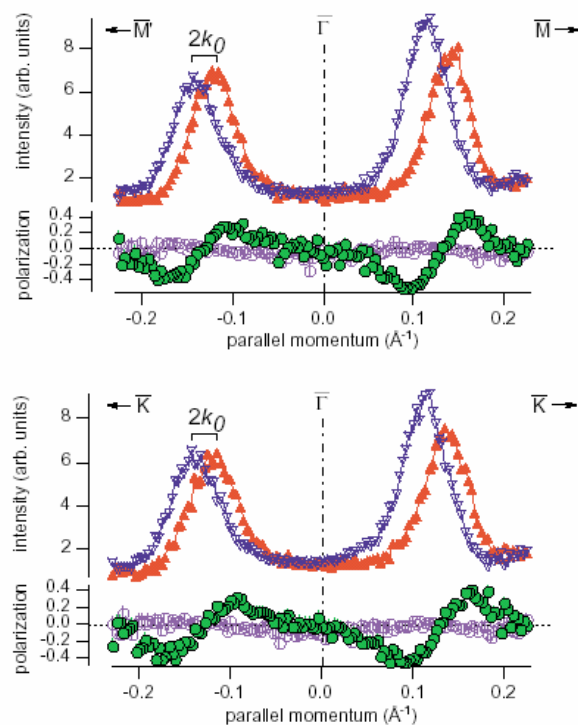 M̅' Γ̅ M̅
2k0
intensity (arb. units)
8
6
4
2
polarization
0.4
0.2
0.0
-0.2
-0.4
-0.2 -0.1 0.0 0.1 0.2
parallel momentum (Å-1)
K̅ Γ̅ K̅
2k0
intensity (arb. units)
8
6
4
2
polarization
0.4
0.2
0.0
-0.2
-0.4
-0.2 -0.1 0.0 0.1 0.2
parallel momentum (Å-1)